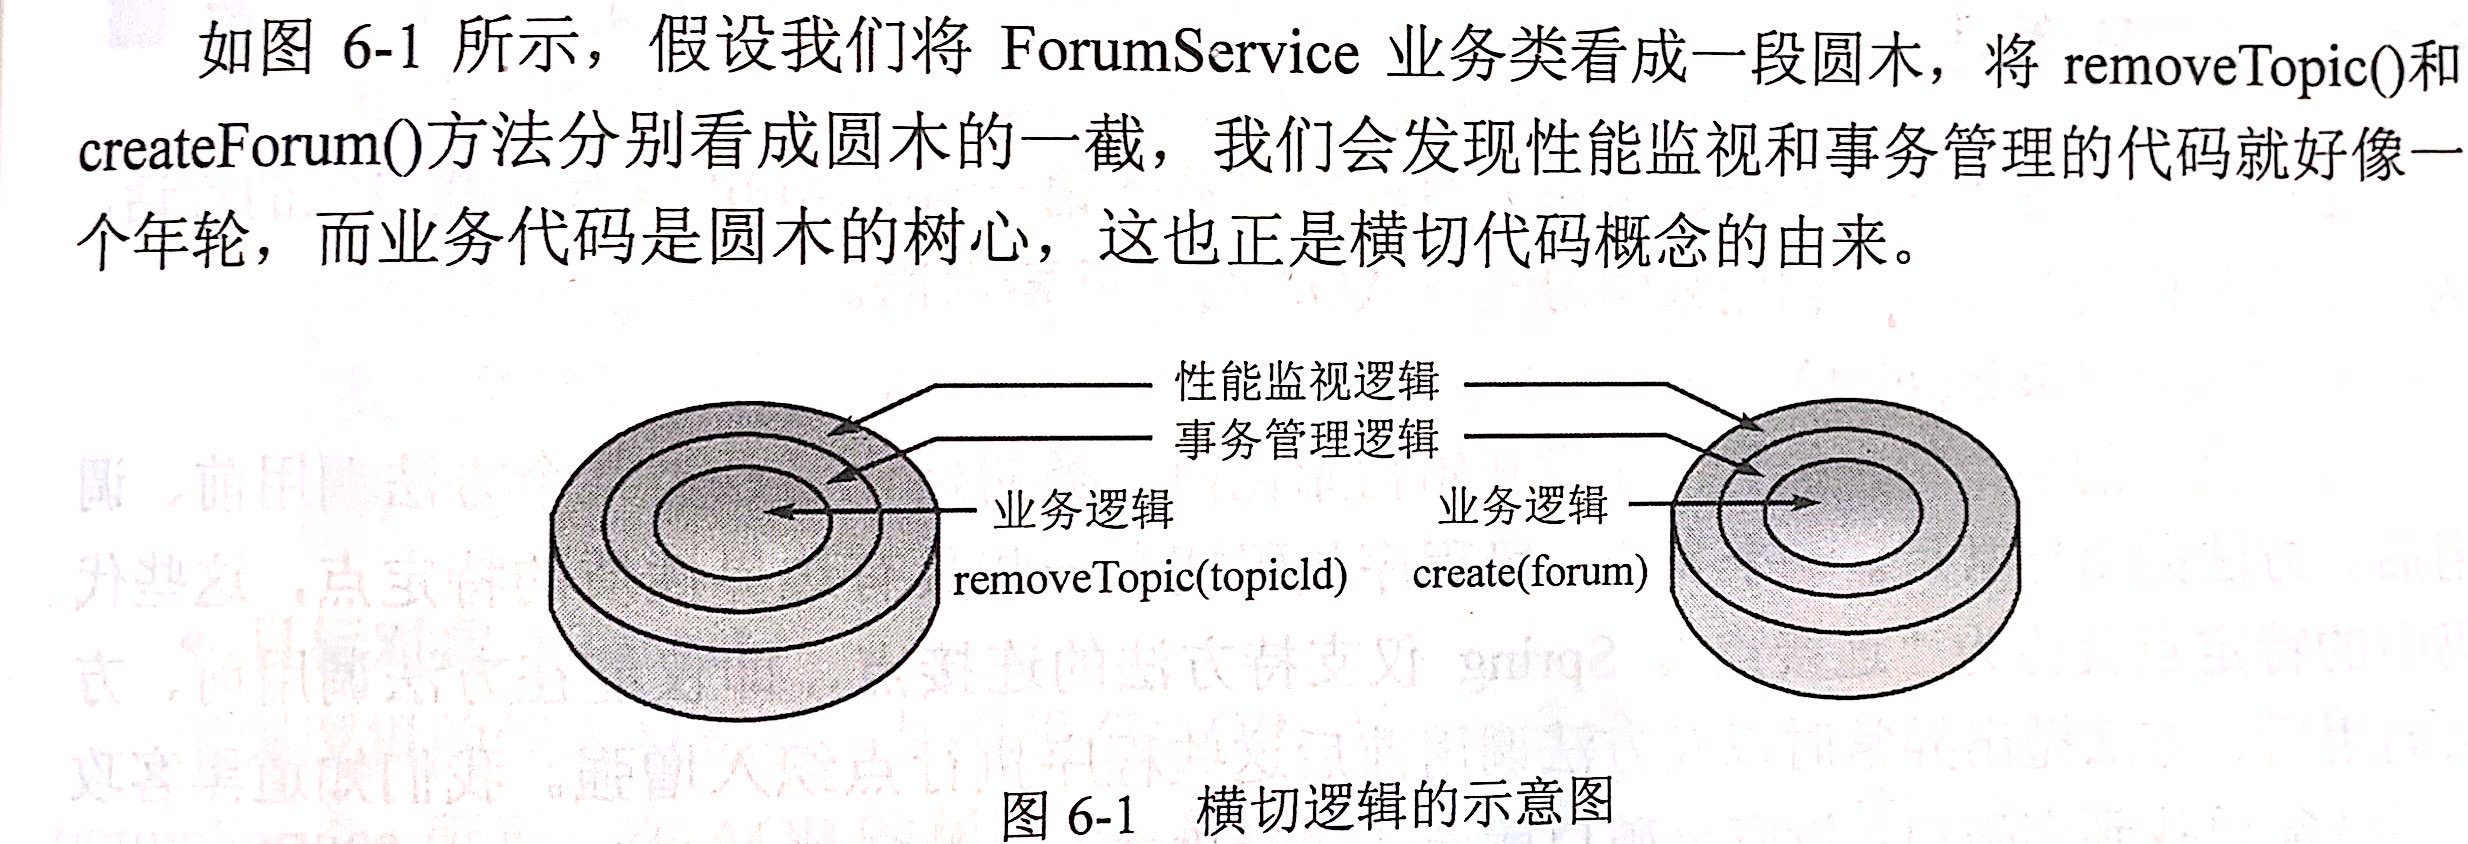 如图 6-1 所示，假设我们将 ForumService 业务类看成一段圆木，将 removeTopic()和
createForum()方法分别看成圆木的一截，我们会发现性能监视和事务管理的代码就好像一
个年轮，而业务代码是圆木的树心，这也正是横切代码概念的由来。
性能监视逻辑
事务管理逻辑
业务逻辑
removeTopic(topicld)
业务逻辑
create(forum)
图 6-1 横切逻辑的示意图